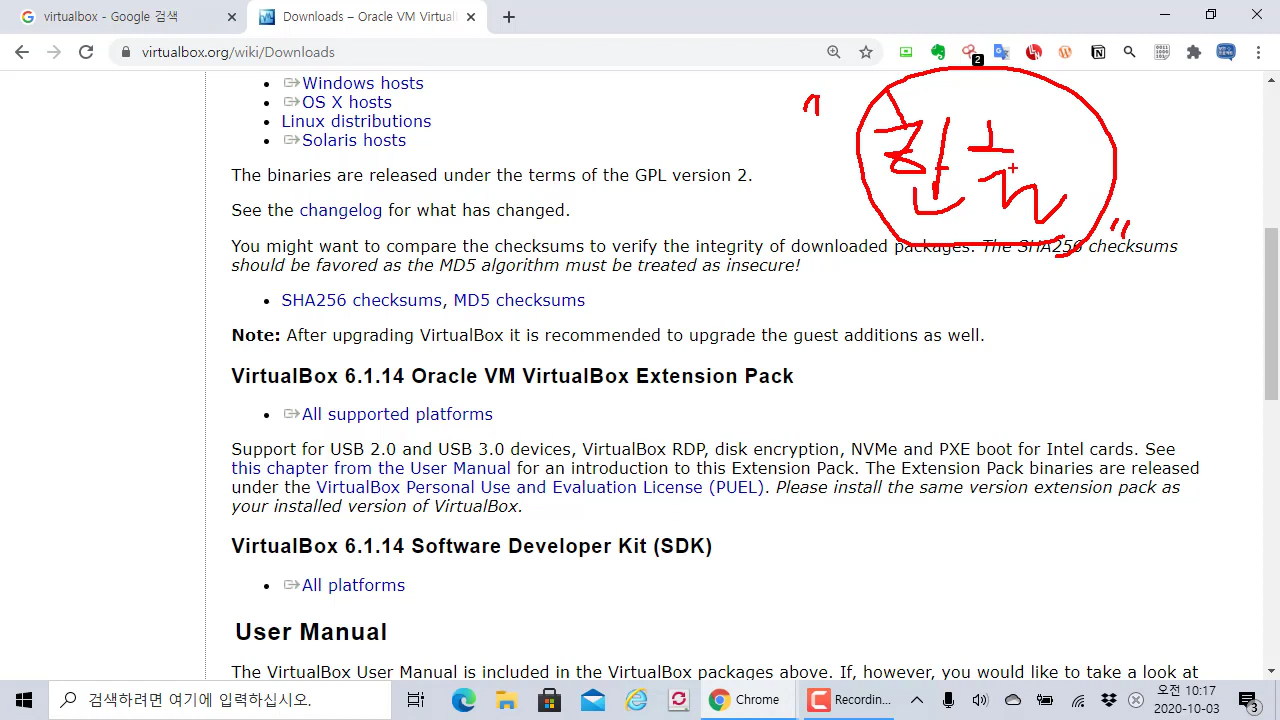 virtualbox - Google 검색
Downloads – Oracle VM Virtual
virtualbox.org/wiki/Downloads
2
Windows hosts
OS X hosts
Linux distributions
Solaris hosts
The binaries are released under the terms of the GPL version 2.
See the changelog for what has changed.
You might want to compare the checksums to verify the integrity of downloaded packages. The SHA256 checksums
should be favored as the MD5 algorithm must be treated as insecure!
SHA256 checksums, MD5 checksums
Note: After upgrading VirtualBox it is recommended to upgrade the guest additions as well.
VirtualBox 6.1.14 Oracle VM VirtualBox Extension Pack
All supported platforms
Support for USB 2.0 and USB 3.0 devices, VirtualBox RDP, disk encryption, NVMe and PXE boot for Intel cards. See
this chapter from the User Manual for an introduction to this Extension Pack. The Extension Pack binaries are released
under the VirtualBox Personal Use and Evaluation License (PUEL). Please install the same version extension pack as
your installed version of VirtualBox.
VirtualBox 6.1.14 Software Developer Kit (SDK)
All platforms
User Manual
The VirtualBox User Manual is included in the VirtualBox packages above. If, however, you would like to take a look at
검색하려면 여기에 입력하십시오.
Chrome
Recordin...
오전 10:17
2020-10-03
3